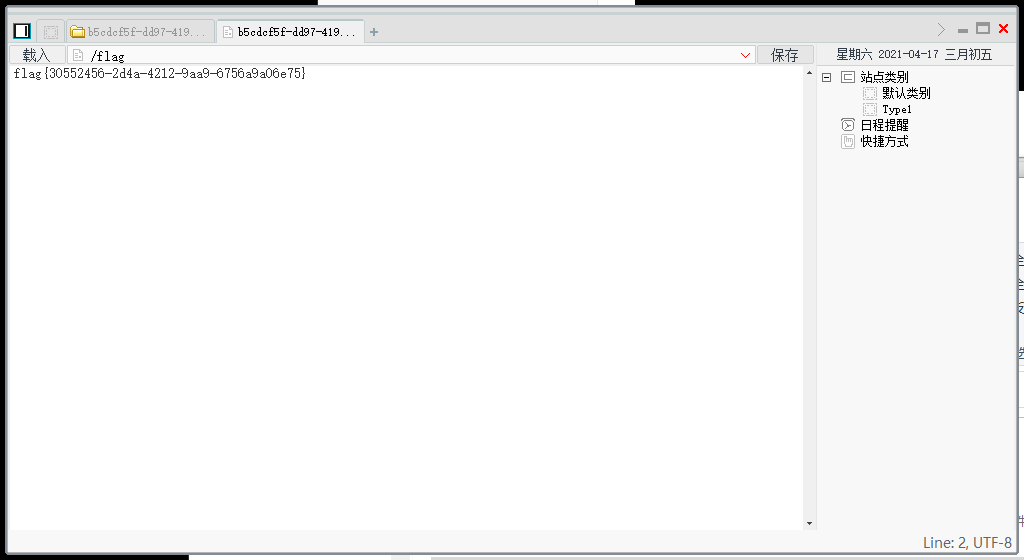 b5cdcf5f-dd97-419...
b5cdcf5f-dd97-419...
载入
/flag
保存
星期六 2021-04-17 三月初五
flag{30552456-2d4a-4212-9aa9-6756a9a06e75}
站点类别
默认类别
Type1
日程提醒
快捷方式
Line: 2, UTF-8